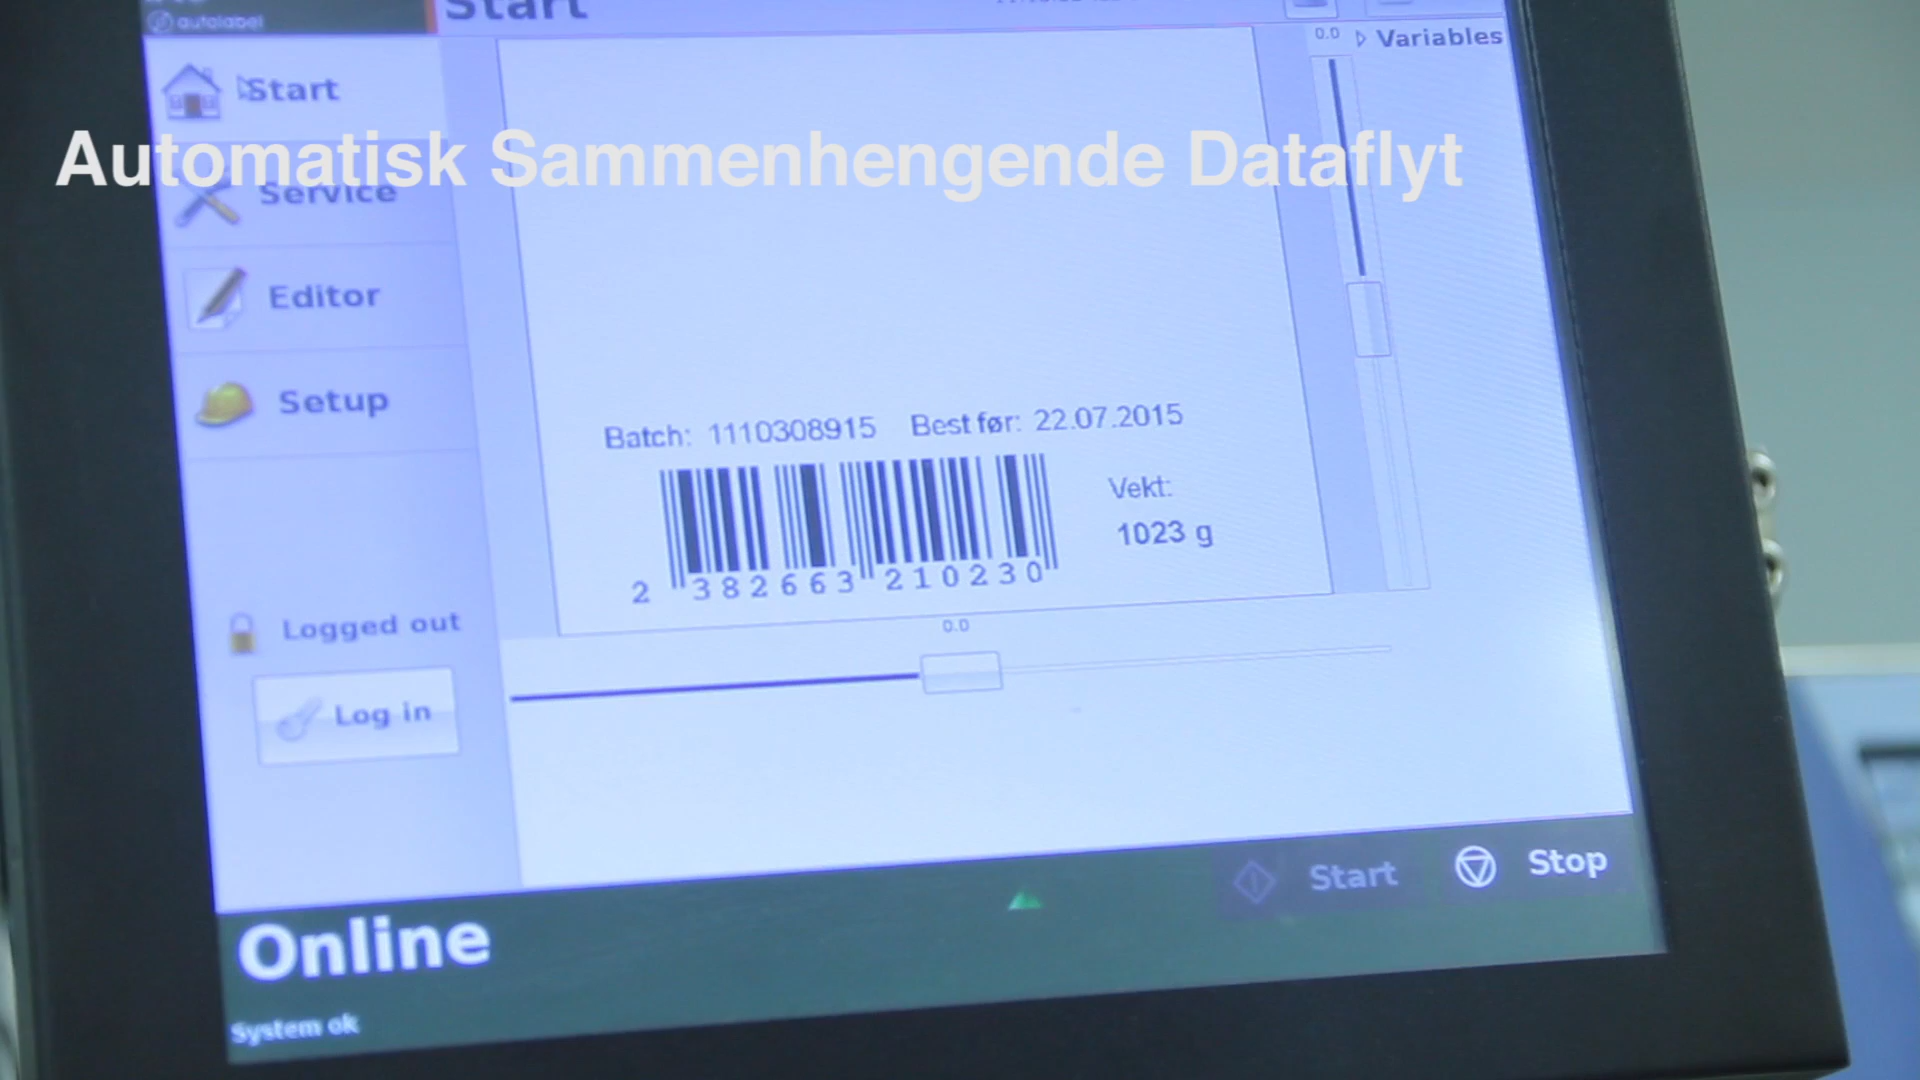 autolabel
Start
0.0
Variables
Start
Automatisk Sammenhengende Dataflyt
Service
Editor
Setup
Batch: 1110308915 Best før: 22.07.2015
Vekt:
1023 g
2 382663 210230
0.0
Logged out
Log in
Start
Stop
Online
System ok